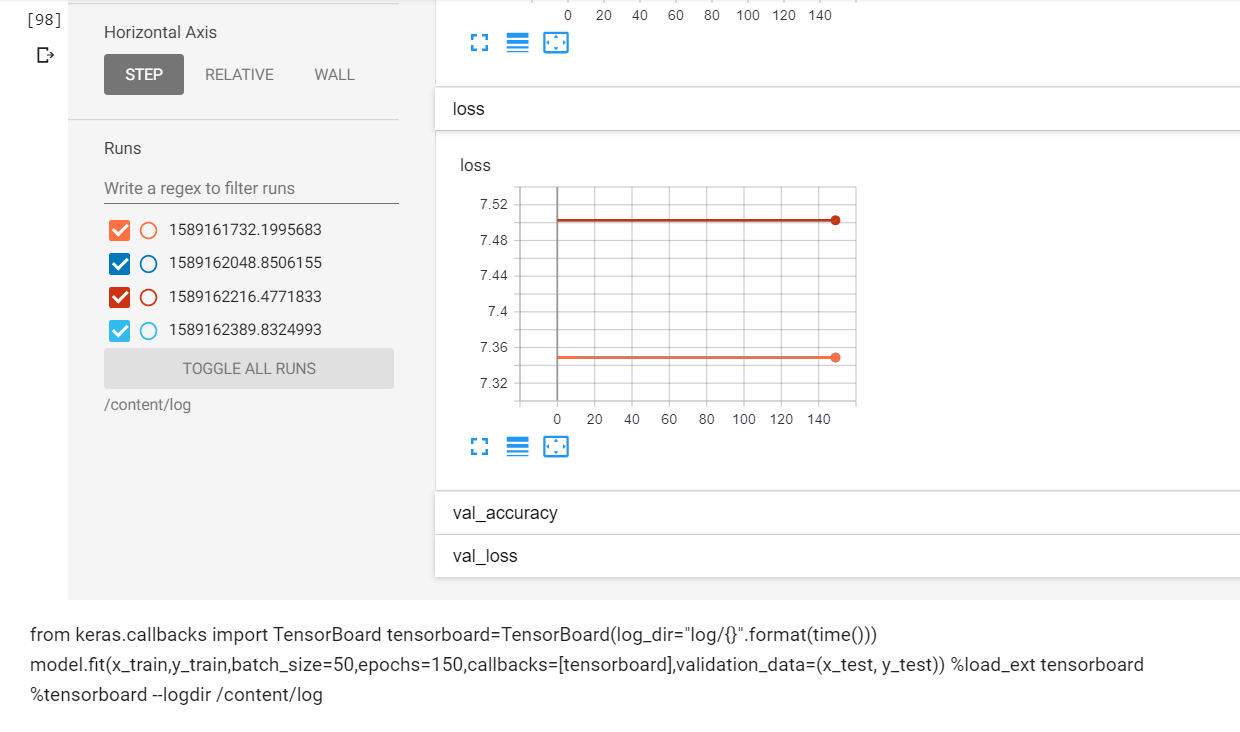 [98]
0 20 40 60 80 100 120 140
Horizontal Axis
STEP RELATIVE WALL
loss
Runs
loss
Write a regex to filter runs
7.52
7.48
7.44
7.4
7.36
7.32
0 20 40 60 80 100 120 140
1589161732.1995683
1589162048.8506155
1589162216.4771833
1589162389.8324993
TOGGLE ALL RUNS
/content/log
val_accuracy
val_loss
from keras.callbacks import TensorBoard tensorboard=TensorBoard(log_dir="log/{}".format(time()))
model.fit(x_train,y_train,batch_size=50,epochs=150,callbacks=[tensorboard],validation_data=(x_test, y_test)) %load_ext tensorboard
%tensorboard --logdir /content/log